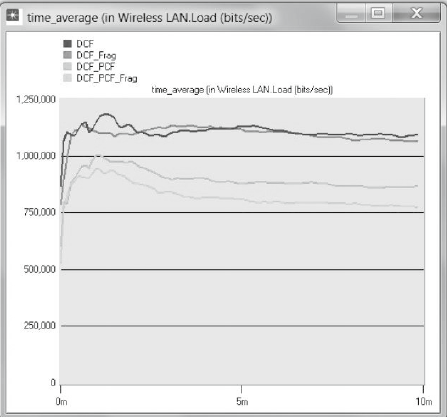 time_average (in Wireless LAN.Load (bits/sec))
DCF
DCF_Frag
DCF_PCF
DCF_PCF_Frag
time_average (in Wireless LAN.Load (bits/sec))
1,250,000
1,000,000
750,000
500,000
250,000
0
0m 5m 10m